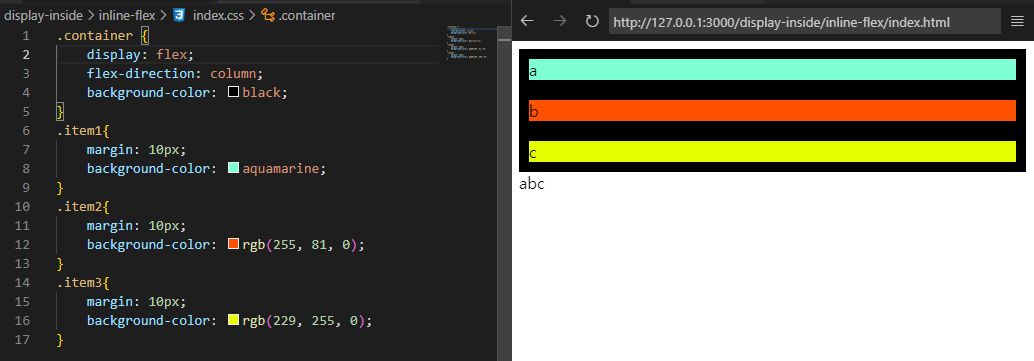 display-inside > inline-flex > index.css > .container
1 .container {
2 display: flex;
3 flex-direction: column;
4 background-color: black;
5 }
6 .item1{
7 margin: 10px;
8 background-color: aquamarine;
9 }
10 .item2{
11 margin: 10px;
12 background-color: rgb(255, 81, 0);
13 }
14 .item3{
15 margin: 10px;
16 background-color: rgb(229, 255, 0);
17 }
http://127.0.0.1:3000/display-inside/inline-flex/index.html
a
b
c
abc